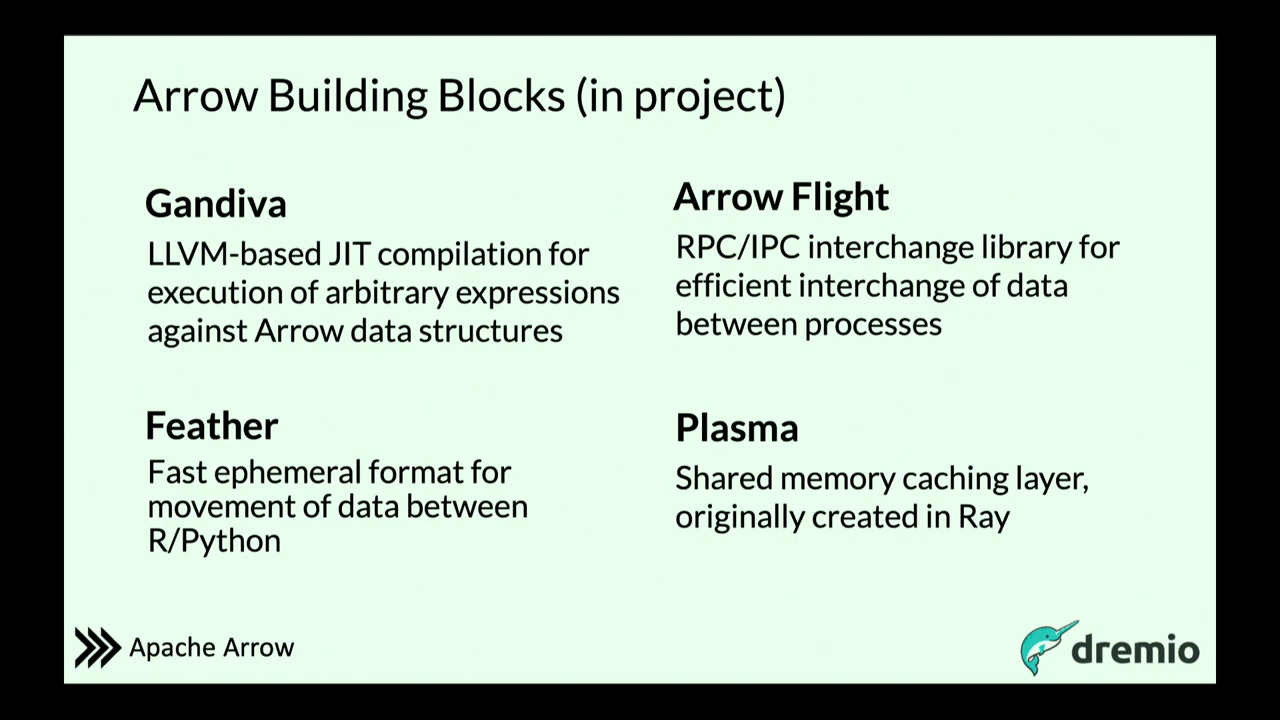 Arrow Building Blocks (in project)
Gandiva
LLVM-based JIT compilation for
execution of arbitrary expressions
against Arrow data structures
Arrow Flight
RPC/IPC interchange library for
efficient interchange of data
between processes
Feather
Fast ephemeral format for
movement of data between
R/Python
Plasma
Shared memory caching layer,
originally created in Ray
Apache Arrow
dremio